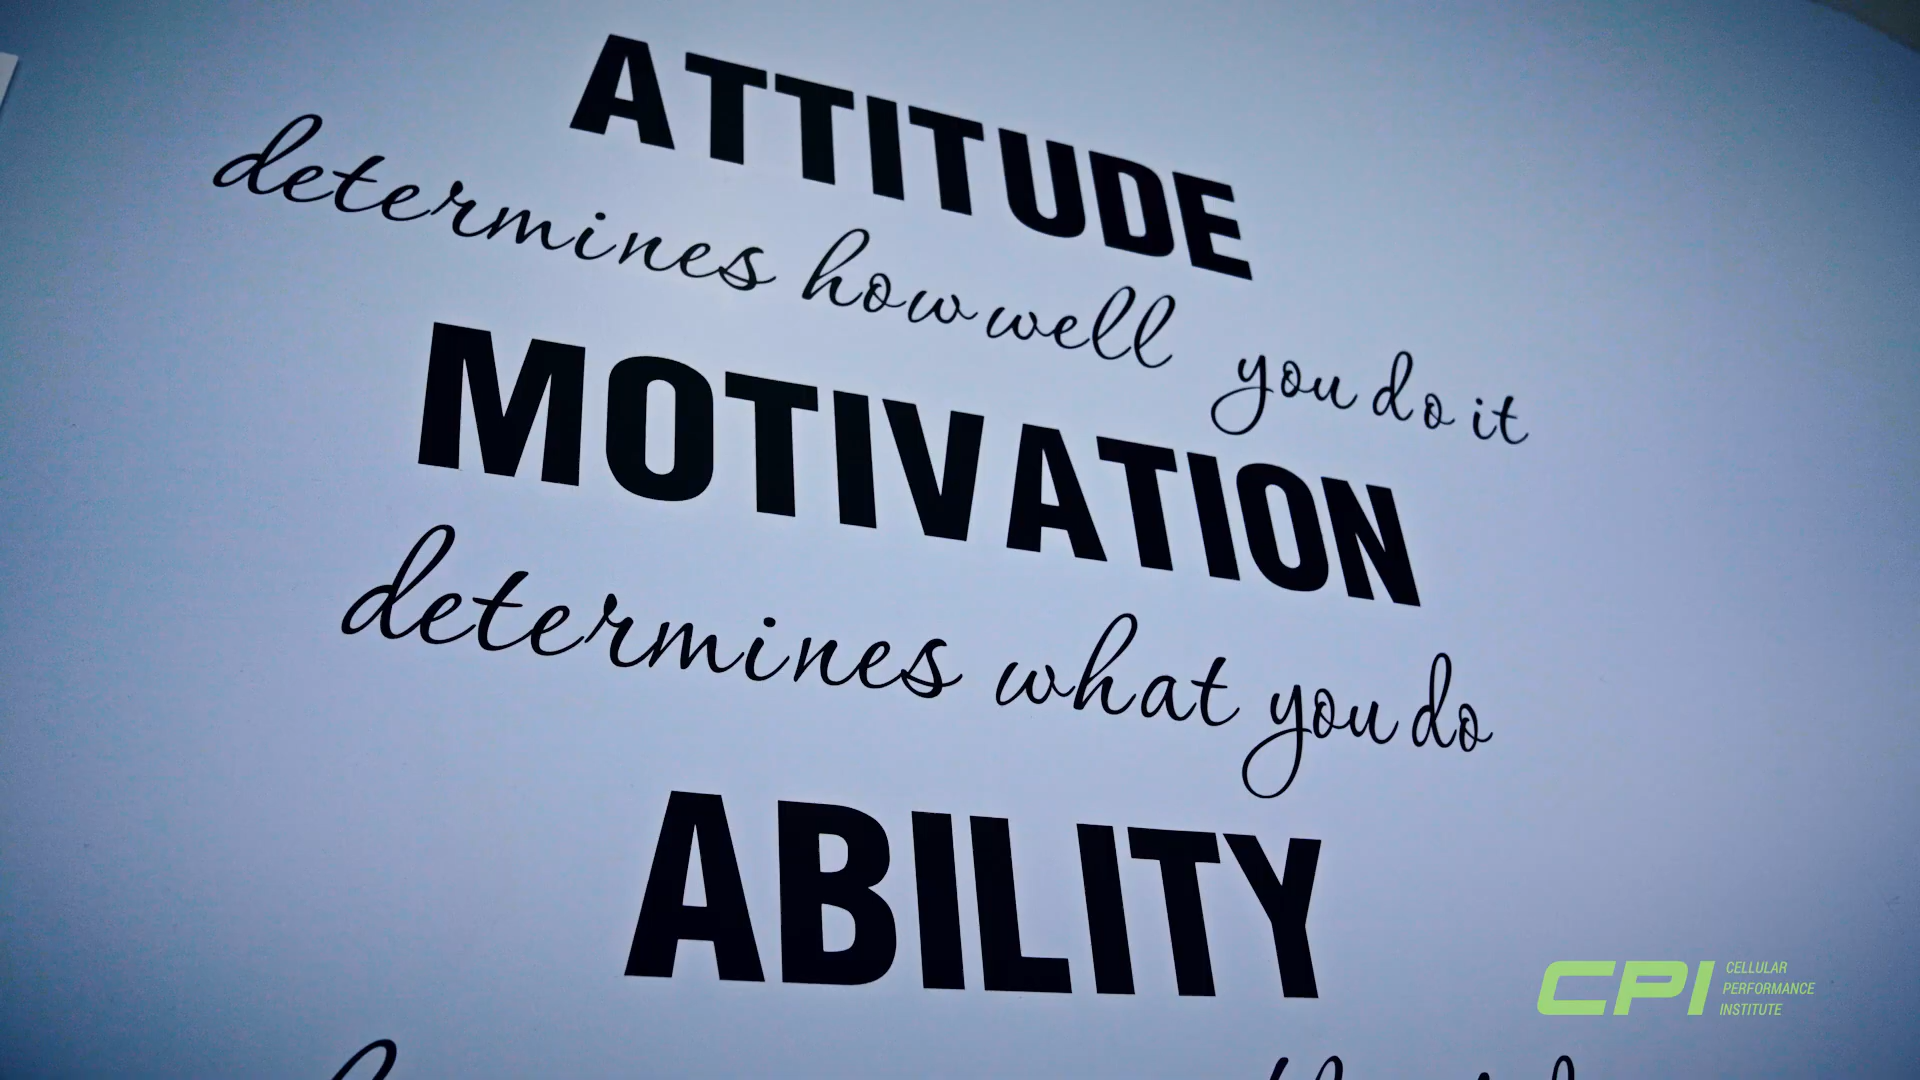 ATTITUDE
determines how well you do it
MOTIVATION
determines what you do
ABILITY
CPI CELLULAR
PERFORMANCE
INSTITUTE